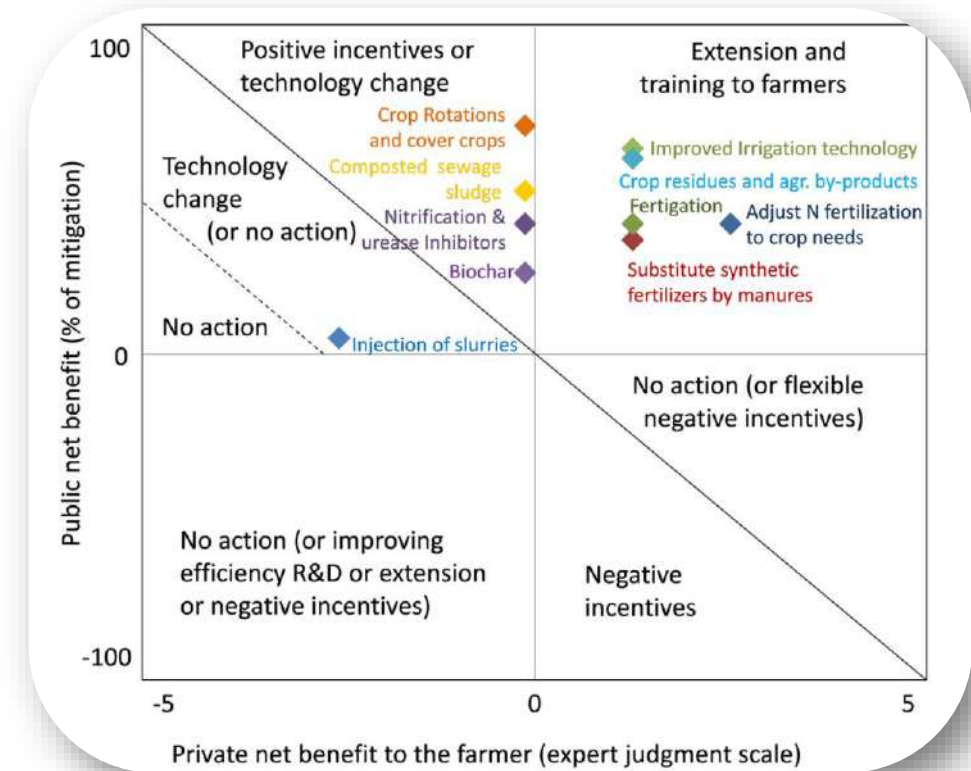 100
Positive incentives or
technology change
Extension and
training to farmers
Crop Rotations
and cover crops
Improved Irrigation technology
Technology
change
(or no action)
Composted sewage
sludge
Crop residues and agr. by-products
Nitrification &
urease Inhibitors
Fertigation
Adjust N fertilization
to crop needs
Biochar
Substitute synthetic
fertilizers by manures
No action
Injection of slurries
0
No action (or flexible
negative incentives)
Public net benefit (% of mitigation)
No action (or improving
efficiency R&D or extension
or negative incentives)
Negative
incentives
-100
-5
0
5
Private net benefit to the farmer (expert judgment scale)